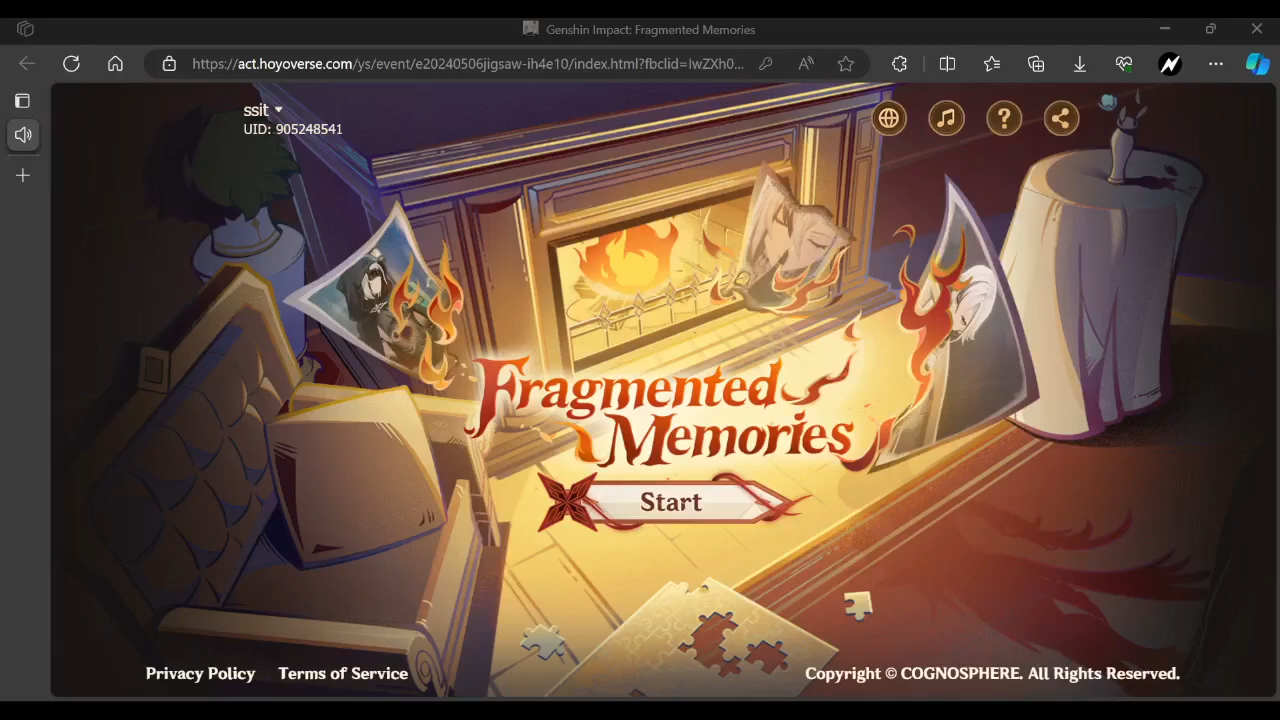 Genshin Impact: Fragmented Memories
https://act.hoyoverse.com/ys/event/e20240506jigsaw-ih4e10/index.html?fbclid=IwZXh0...
ssit
UID: 905248541
Fragmented
Memories
Start
Privacy Policy
Terms of Service
Copyright © COGNOSPHERE. All Rights Reserved.